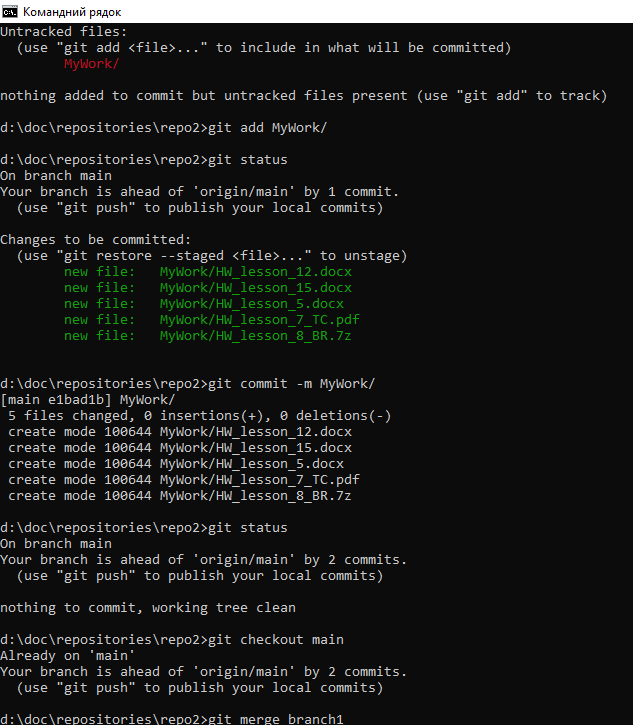 Командний рядок
Untracked files:
  (use "git add <file>..." to include in what will be committed)
        MyWork/

nothing added to commit but untracked files present (use "git add" to track)

d:\doc\repositories\repo2>git add MyWork/

d:\doc\repositories\repo2>git status
On branch main
Your branch is ahead of 'origin/main' by 1 commit.
  (use "git push" to publish your local commits)

Changes to be committed:
  (use "git restore --staged <file>..." to unstage)
        new file:   MyWork/HW_lesson_12.docx
        new file:   MyWork/HW_lesson_15.docx
        new file:   MyWork/HW_lesson_5.docx
        new file:   MyWork/HW_lesson_7_TC.pdf
        new file:   MyWork/HW_lesson_8_BR.7z

d:\doc\repositories\repo2>git commit -m MyWork/
[main e1bad1b] MyWork/
 5 files changed, 0 insertions(+), 0 deletions(-)
 create mode 100644 MyWork/HW_lesson_12.docx
 create mode 100644 MyWork/HW_lesson_15.docx
 create mode 100644 MyWork/HW_lesson_5.docx
 create mode 100644 MyWork/HW_lesson_7_TC.pdf
 create mode 100644 MyWork/HW_lesson_8_BR.7z

d:\doc\repositories\repo2>git status
On branch main
Your branch is ahead of 'origin/main' by 2 commits.
  (use "git push" to publish your local commits)

nothing to commit, working tree clean

d:\doc\repositories\repo2>git checkout main
Already on 'main'
Your branch is ahead of 'origin/main' by 2 commits.
  (use "git push" to publish your local commits)

d:\doc\repositories\repo2>git merge branch1